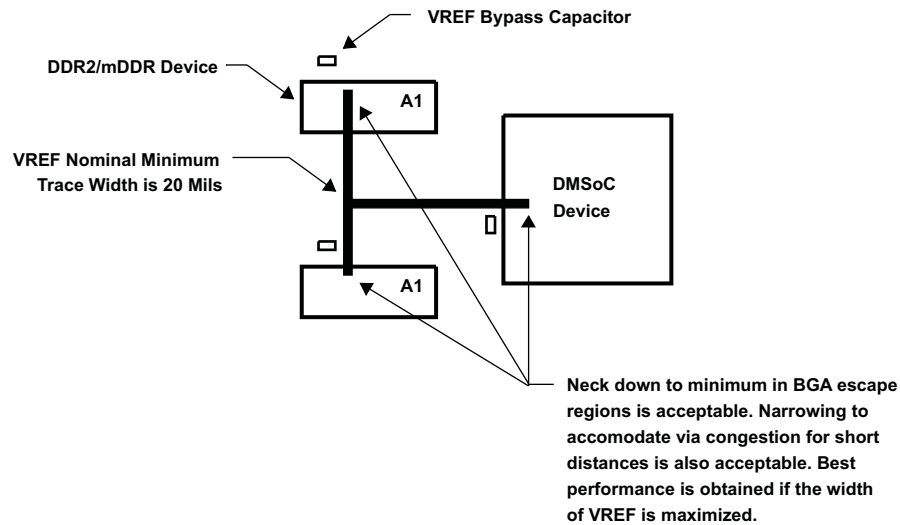 VREF Bypass Capacitor
DDR2/mDDR Device
A1
VREF Nominal Minimum
Trace Width is 20 Mils
DMSoC
Device
A1
Neck down to minimum in BGA escape
regions is acceptable. Narrowing to
accomodate via congestion for short
distances is also acceptable. Best
performance is obtained if the width
of VREF is maximized.